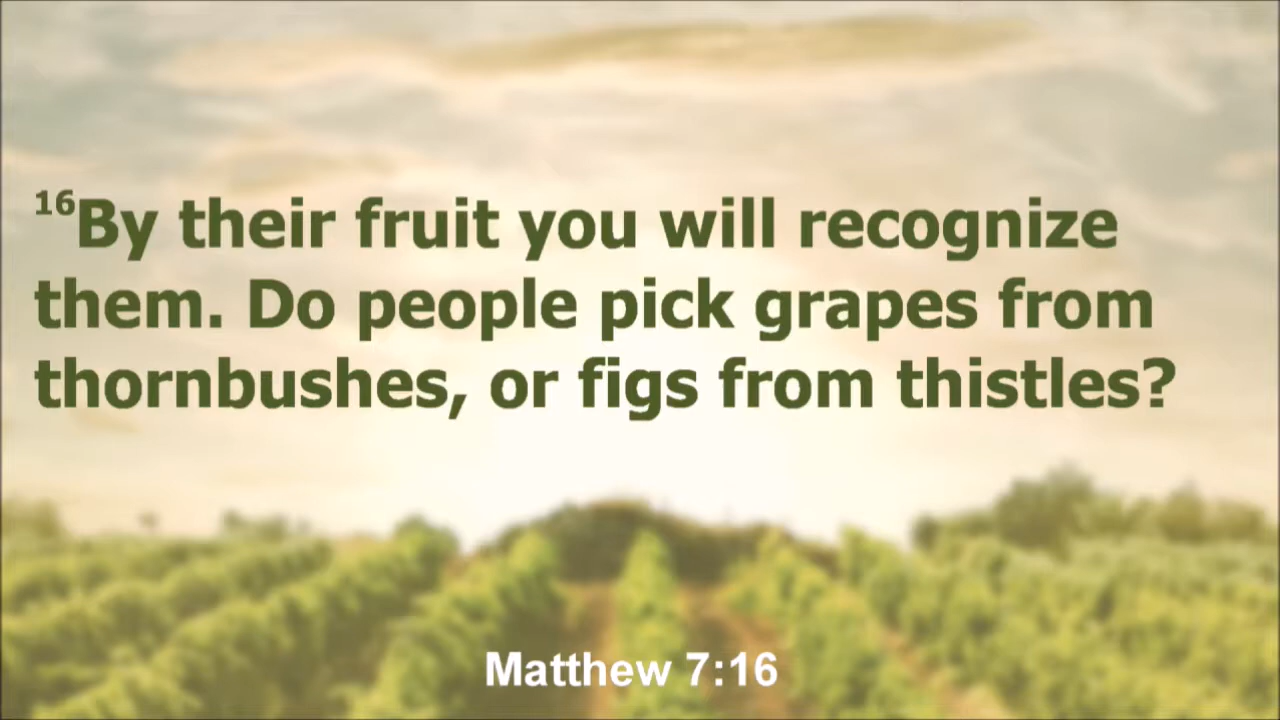 ¹⁶By their fruit you will recognize
them. Do people pick grapes from
thornbushes, or figs from thistles?
Matthew 7:16